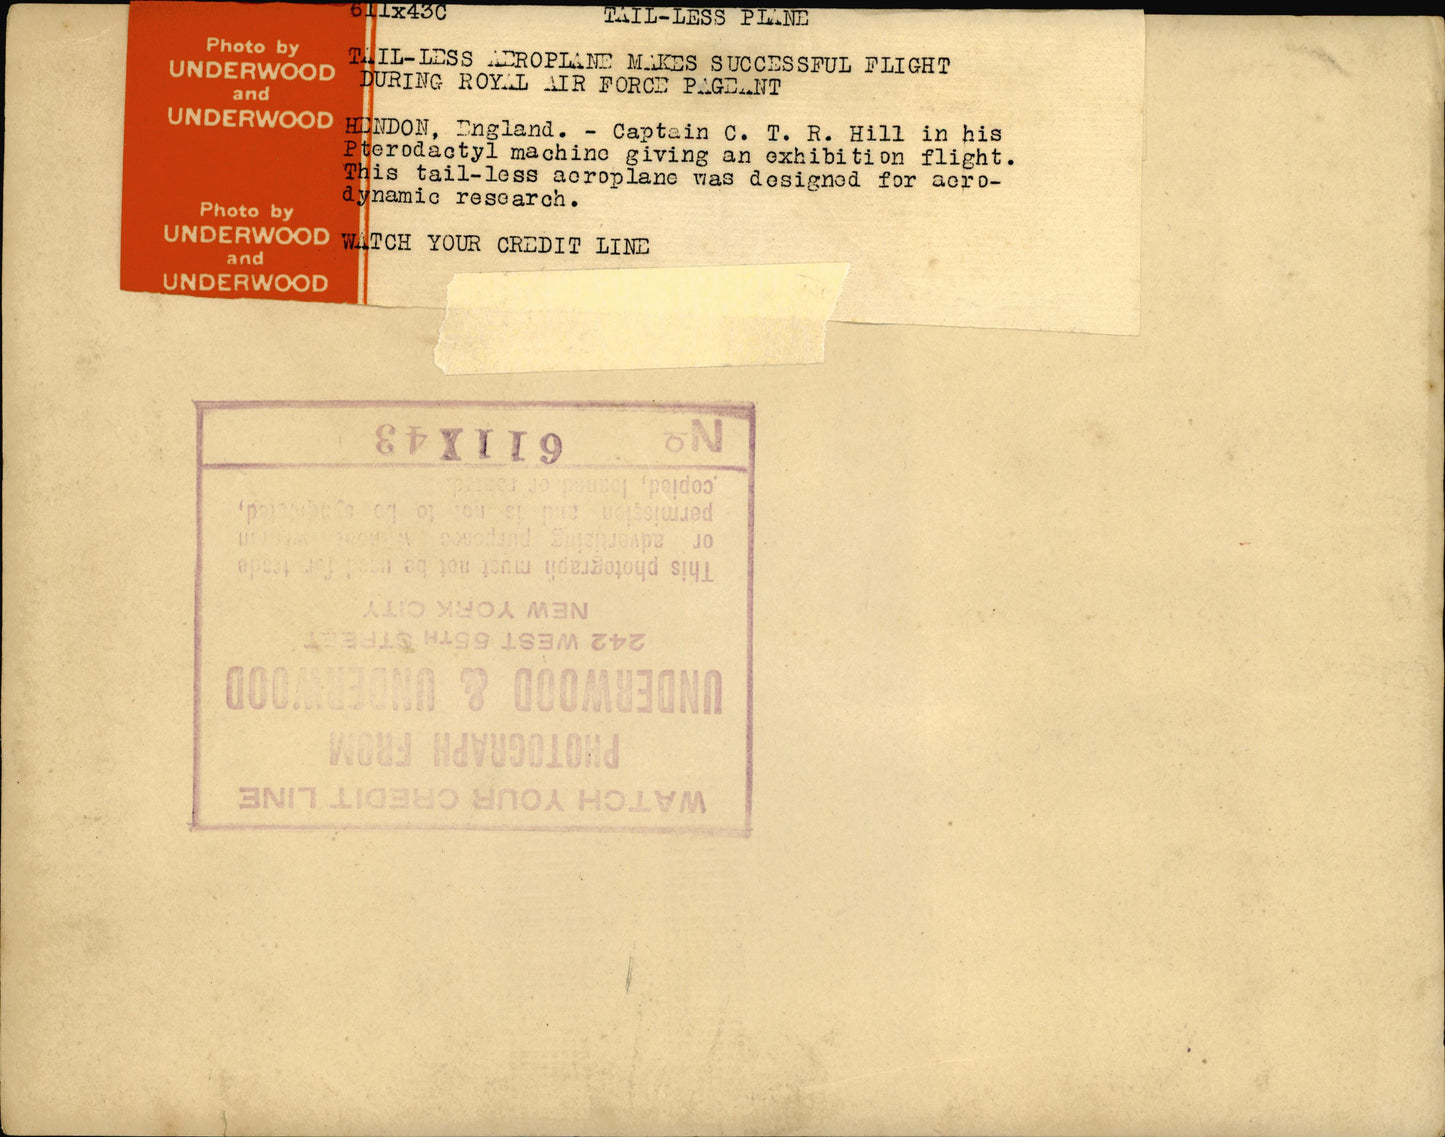 Photo by
UNDERWOOD
and
UNDERWOOD
Photo by
UNDERWOOD
and
UNDERWOOD
611x43C TAIL-LESS PLANE
TAIL-LESS AEROPLANE MAKES SUCCESSFUL FLIGHT
DURING ROYAL AIR FORCE PAGEANT
HENDON, England. - Captain C. T. R. Hill in his
Pterodactyl machine giving an exhibition flight.
This tail-less aeroplane was designed for aero-
dynamic research.
WATCH YOUR CREDIT LINE
WATCH YOUR CREDIT LINE
PHOTOGRAPH FROM
UNDERWOOD & UNDERWOOD
242 WEST 55TH STREET
NEW YORK CITY
This photograph must not be used for trade
or advertising purposes without written
permission and is not to be syndicated,
copied, loaned or rented.
No 611X43